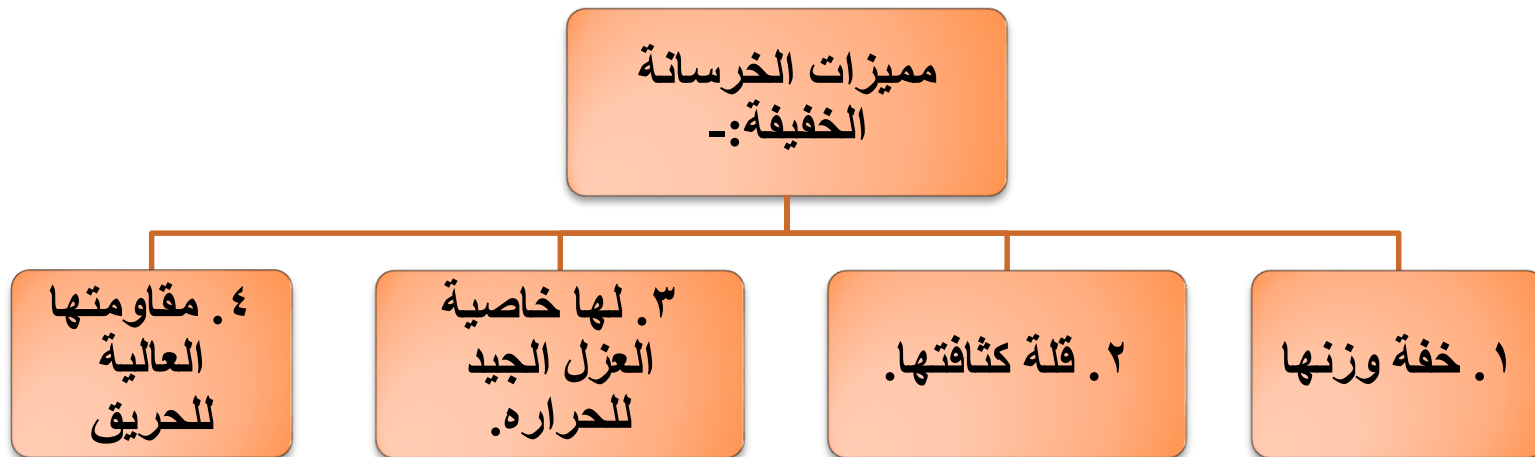 مميزات الخرسانة
الخفيفة:-
١. خفة وزنها
٢. قلة كثافتها.
٣. لها خاصية
العزل الجيد
للحراره.
٤. مقاومتها
العالية
للحريق